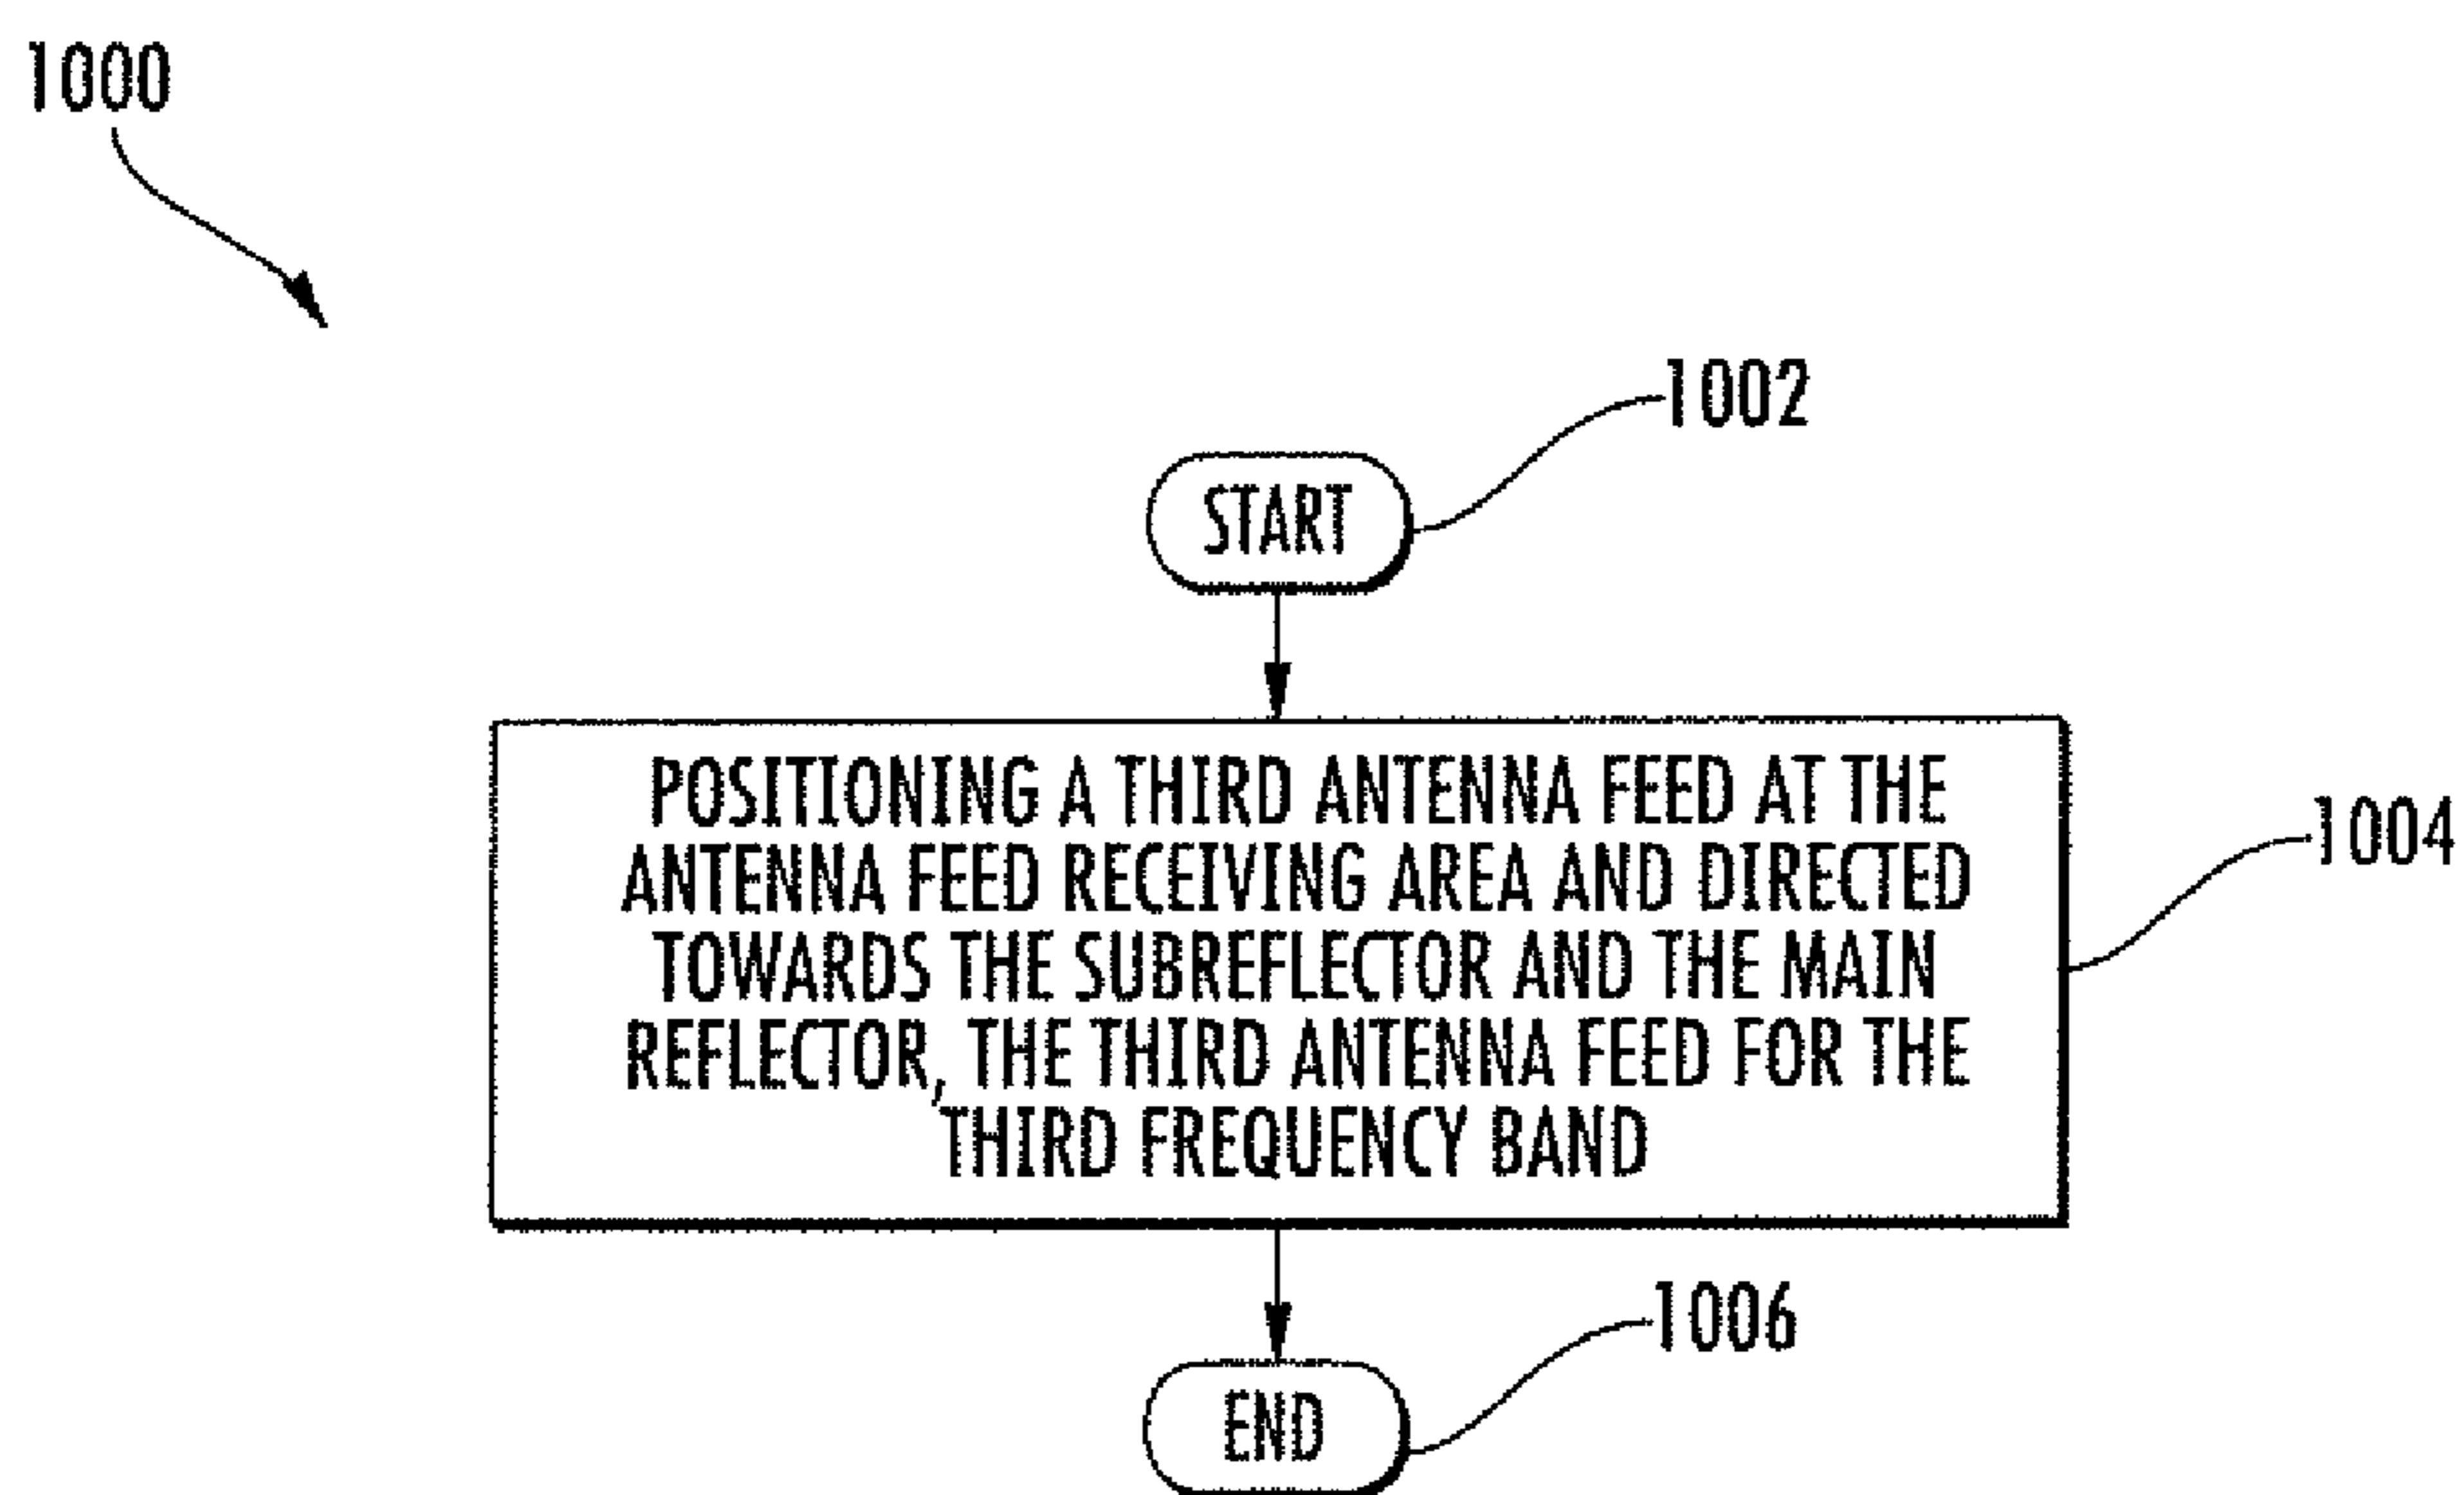 1000
1002
START
POSITIONING A THIRD ANTENNA FEED AT THE
ANTENNA FEED RECEIVING AREA AND DIRECTED
TOWARDS THE SUBREFLECTOR AND THE MAIN
REFLECTOR, THE THIRD ANTENNA FEED FOR THE
THIRD FREQUENCY BAND
1004
1006
END